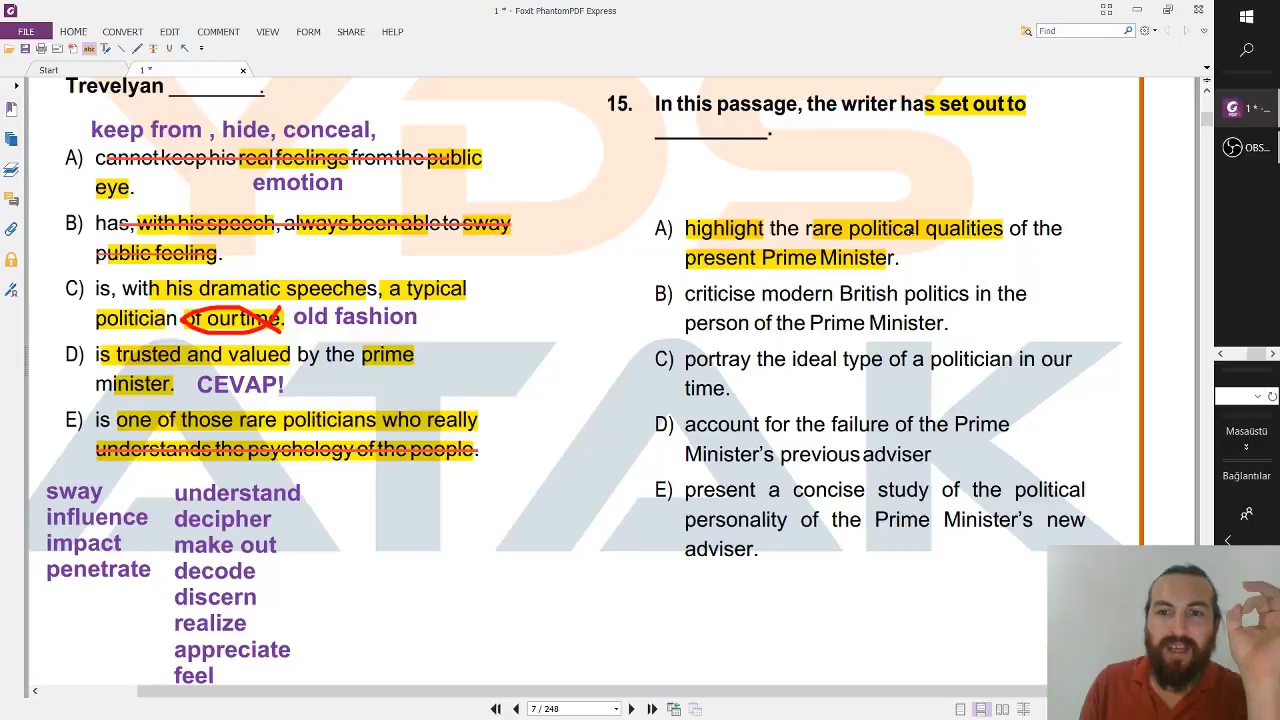 1 * - Foxit PhantomPDF Express
FILE HOME CONVERT EDIT COMMENT VIEW FORM SHARE HELP
Find
Start 1 *
Trevelyan ________.
keep from , hide, conceal,
A) cannot keep his real feelings from the public
eye.
emotion
B) has, with his speech, always been able to sway
public feeling.
C) is, with his dramatic speeches, a typical
politician of our time. old fashion
D) is trusted and valued by the prime
minister. CEVAP!
E) is one of those rare politicians who really
understands the psychology of the people.
sway
influence
impact
penetrate
understand
decipher
make out
decode
discern
realize
appreciate
feel
15. In this passage, the writer has set out to
________.
A) highlight the rare political qualities of the
present Prime Minister.
B) criticise modern British politics in the
person of the Prime Minister.
C) portray the ideal type of a politician in our
time.
D) account for the failure of the Prime
Minister's previous adviser
E) present a concise study of the political
personality of the Prime Minister's new
adviser.
YDS
ATAK
7 / 248
1 *
OBS...
Masaüstü
Bağlantılar